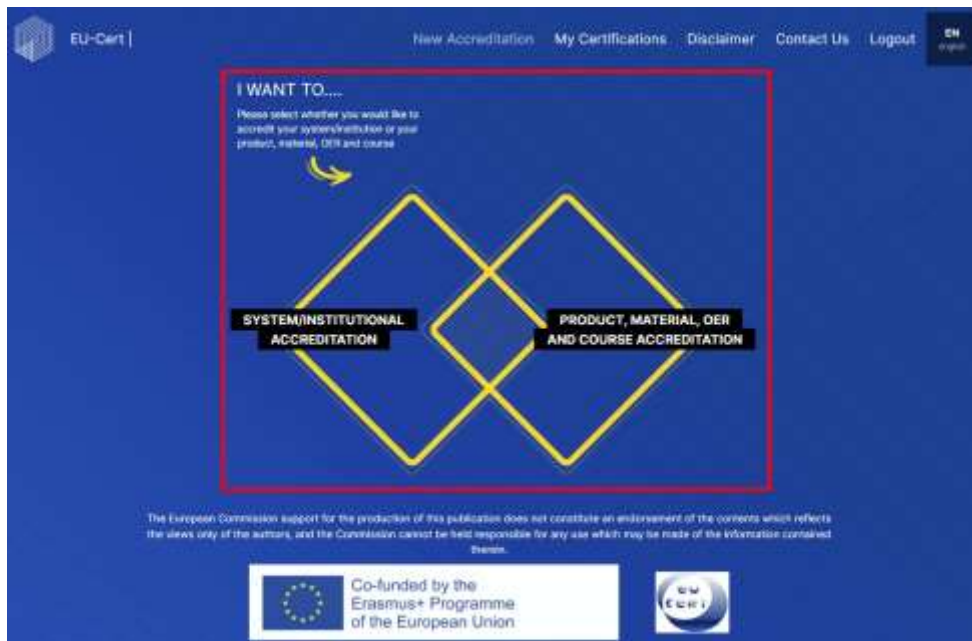 EU-Cert |
New Accreditation My Certifications Disclaimer Contact Us Logout
EN
english
I WANT TO....
Please select whether you would like to
accredit your system/institution or your
product, material, OER and course
SYSTEM/INSTITUTIONAL
ACCREDITATION
PRODUCT, MATERIAL, OER
AND COURSE ACCREDITATION
The European Commission support for the production of this publication does not constitute an endorsement of the contents which reflects
the views only of the authors, and the Commission cannot be held responsible for any use which may be made of the information contained
therein.
Co-funded by the
Erasmus+ Programme
of the European Union
EU
CERT